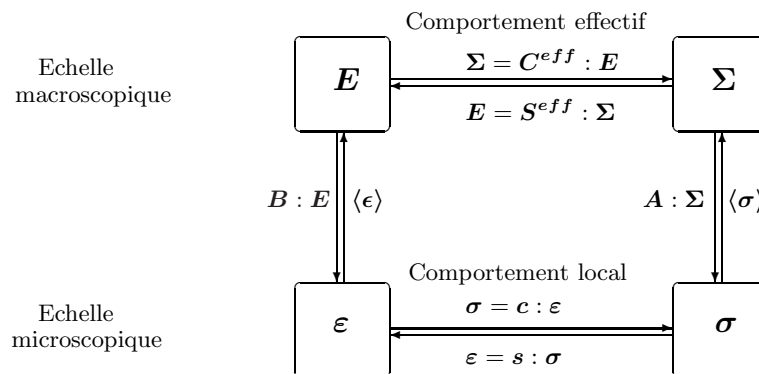 Comportement effectif
Echelle
macroscopique
E
Σ = C^{eff} : E
E = S^{eff} : Σ
Σ
B : E
⟨ϵ⟩
A : Σ
⟨σ⟩
Comportement local
Echelle
microscopique
ε
σ = c : ε
ε = s : σ
σ